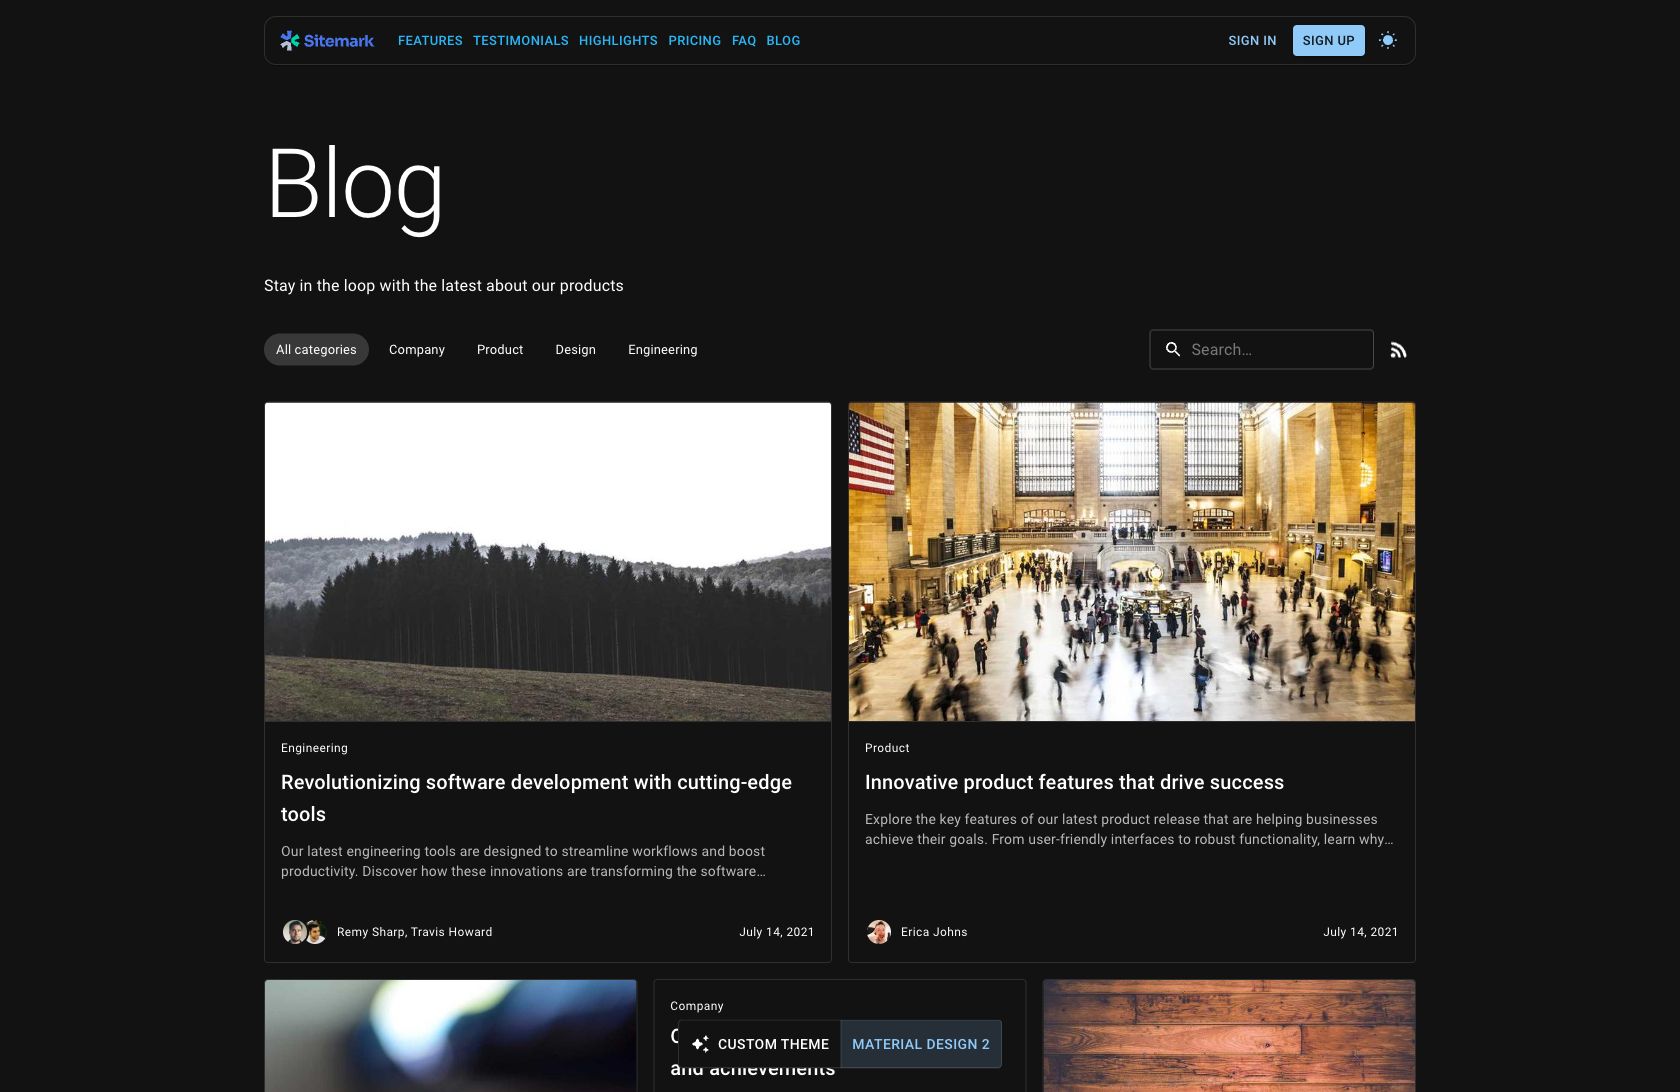 Sitemark FEATURES TESTIMONIALS HIGHLIGHTS PRICING FAQ BLOG SIGN IN SIGN UP
Blog
Stay in the loop with the latest about our products
All categories Company Product Design Engineering Search…
Engineering
Revolutionizing software development with cutting-edge
tools
Our latest engineering tools are designed to streamline workflows and boost
productivity. Discover how these innovations are transforming the software…
Remy Sharp, Travis Howard July 14, 2021
Product
Innovative product features that drive success
Explore the key features of our latest product release that are helping businesses
achieve their goals. From user-friendly interfaces to robust functionality, learn why…
Erica Johns July 14, 2021
Company
CUSTOM THEME MATERIAL DESIGN 2
and achievements